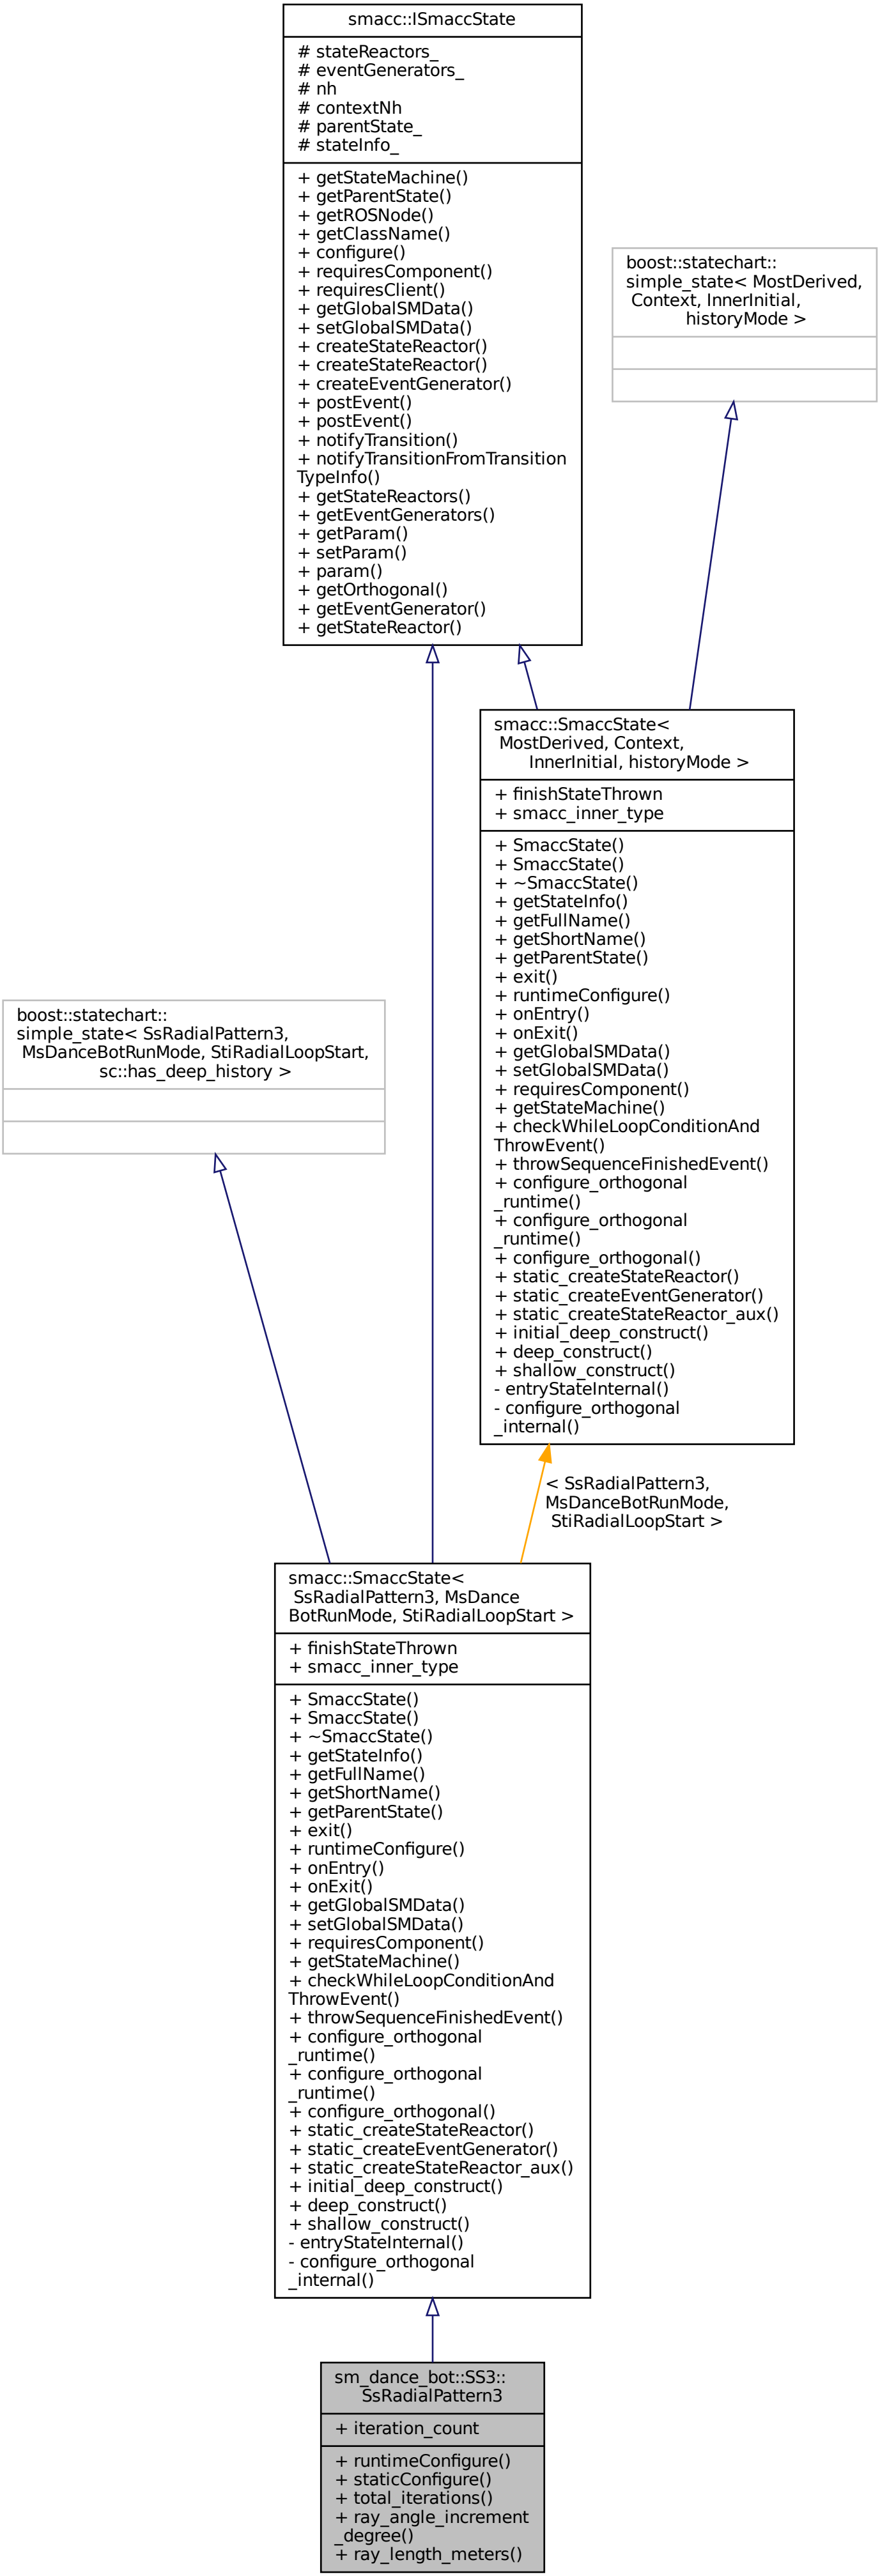 smacc::ISmaccState
# stateReactors_
# eventGenerators_
# nh
# contextNh
# parentState_
# stateInfo_
+ getStateMachine()
+ getParentState()
+ getROSNode()
+ getClassName()
+ configure()
+ requiresComponent()
+ requiresClient()
+ getGlobalSMData()
+ setGlobalSMData()
+ createStateReactor()
+ createStateReactor()
+ createEventGenerator()
+ postEvent()
+ postEvent()
+ notifyTransition()
+ notifyTransitionFromTransition
TypeInfo()
+ getStateReactors()
+ getEventGenerators()
+ getParam()
+ setParam()
+ param()
+ getOrthogonal()
+ getEventGenerator()
+ getStateReactor()
boost::statechart::
simple_state< MostDerived,
Context, InnerInitial,
historyMode >
smacc::SmaccState<
MostDerived, Context,
InnerInitial, historyMode >
+ finishStateThrown
+ smacc_inner_type
+ SmaccState()
+ SmaccState()
+ ~SmaccState()
+ getStateInfo()
+ getFullName()
+ getShortName()
+ getParentState()
+ exit()
+ runtimeConfigure()
+ onEntry()
+ onExit()
+ getGlobalSMData()
+ setGlobalSMData()
+ requiresComponent()
+ getStateMachine()
+ checkWhileLoopConditionAnd
ThrowEvent()
+ throwSequenceFinishedEvent()
+ configure_orthogonal
_runtime()
+ configure_orthogonal
_runtime()
+ configure_orthogonal()
+ static_createStateReactor()
+ static_createEventGenerator()
+ static_createStateReactor_aux()
+ initial_deep_construct()
+ deep_construct()
+ shallow_construct()
- entryStateInternal()
- configure_orthogonal
_internal()
boost::statechart::
simple_state< SsRadialPattern3,
MsDanceBotRunMode, StiRadialLoopStart,
sc::has_deep_history >
< SsRadialPattern3,
MsDanceBotRunMode,
StiRadialLoopStart >
smacc::SmaccState<
SsRadialPattern3, MsDance
BotRunMode, StiRadialLoopStart >
+ finishStateThrown
+ smacc_inner_type
+ SmaccState()
+ SmaccState()
+ ~SmaccState()
+ getStateInfo()
+ getFullName()
+ getShortName()
+ getParentState()
+ exit()
+ runtimeConfigure()
+ onEntry()
+ onExit()
+ getGlobalSMData()
+ setGlobalSMData()
+ requiresComponent()
+ getStateMachine()
+ checkWhileLoopConditionAnd
ThrowEvent()
+ throwSequenceFinishedEvent()
+ configure_orthogonal
_runtime()
+ configure_orthogonal
_runtime()
+ configure_orthogonal()
+ static_createStateReactor()
+ static_createEventGenerator()
+ static_createStateReactor_aux()
+ initial_deep_construct()
+ deep_construct()
+ shallow_construct()
- entryStateInternal()
- configure_orthogonal
_internal()
sm_dance_bot::SS3::
SsRadialPattern3
+ iteration_count
+ runtimeConfigure()
+ staticConfigure()
+ total_iterations()
+ ray_angle_increment
_degree()
+ ray_length_meters()